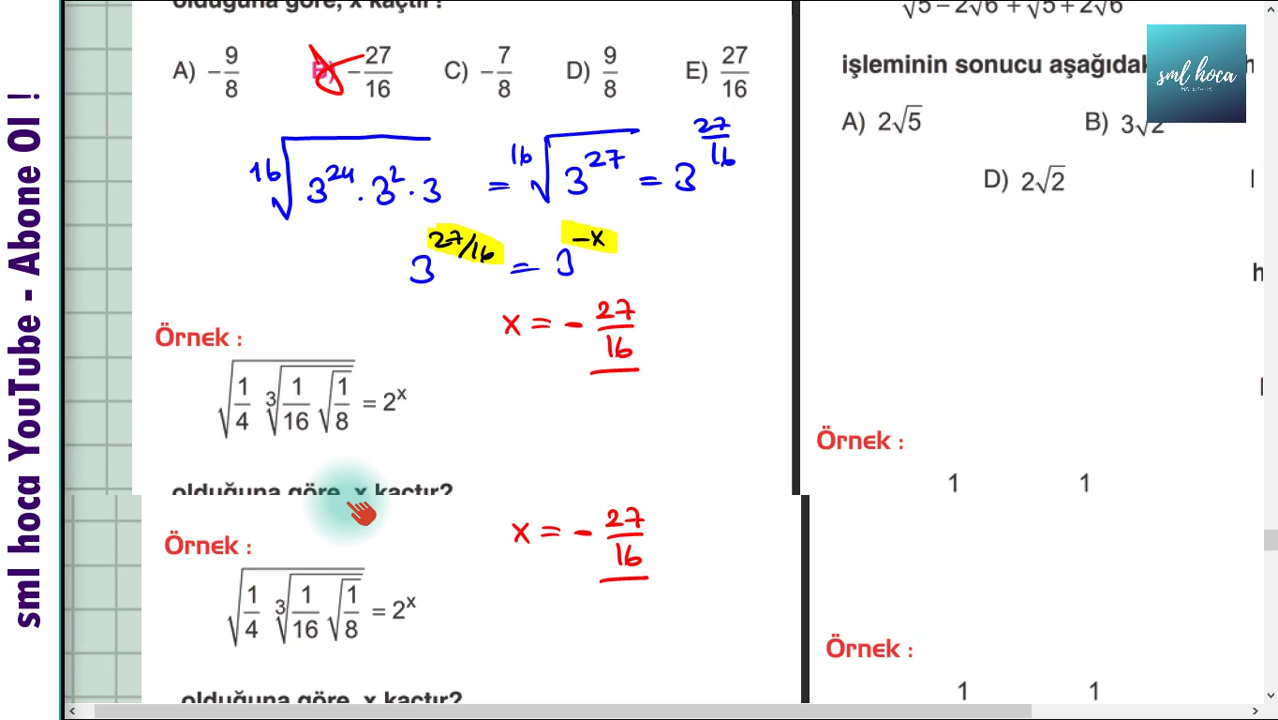 olduğuna göre, x kaçtır?
A) -9/8 B) -27/16 C) -7/8 D) 9/8 E) 27/16
¹⁶√(3²⁴ . 3² . 3) = ¹⁶√(3²⁷) = 3^(27/16)
3^(27/16) = 3^(-x)
x = - 27/16
Örnek :
√(1/4 ³√(1/16 √(1/8))) = 2ˣ
olduğuna göre, x kaçtır?
x = - 27/16
Örnek :
√(1/4 ³√(1/16 √(1/8))) = 2ˣ
olduğuna göre, x kaçtır?
√5-2√6 + √5+2√6
işleminin sonucu aşağıdak
A) 2√5 B) 3√2
D) 2√2
Örnek :
1 1
Örnek :
1 1
sml hoca
sml hoca YouTube - Abone Ol !